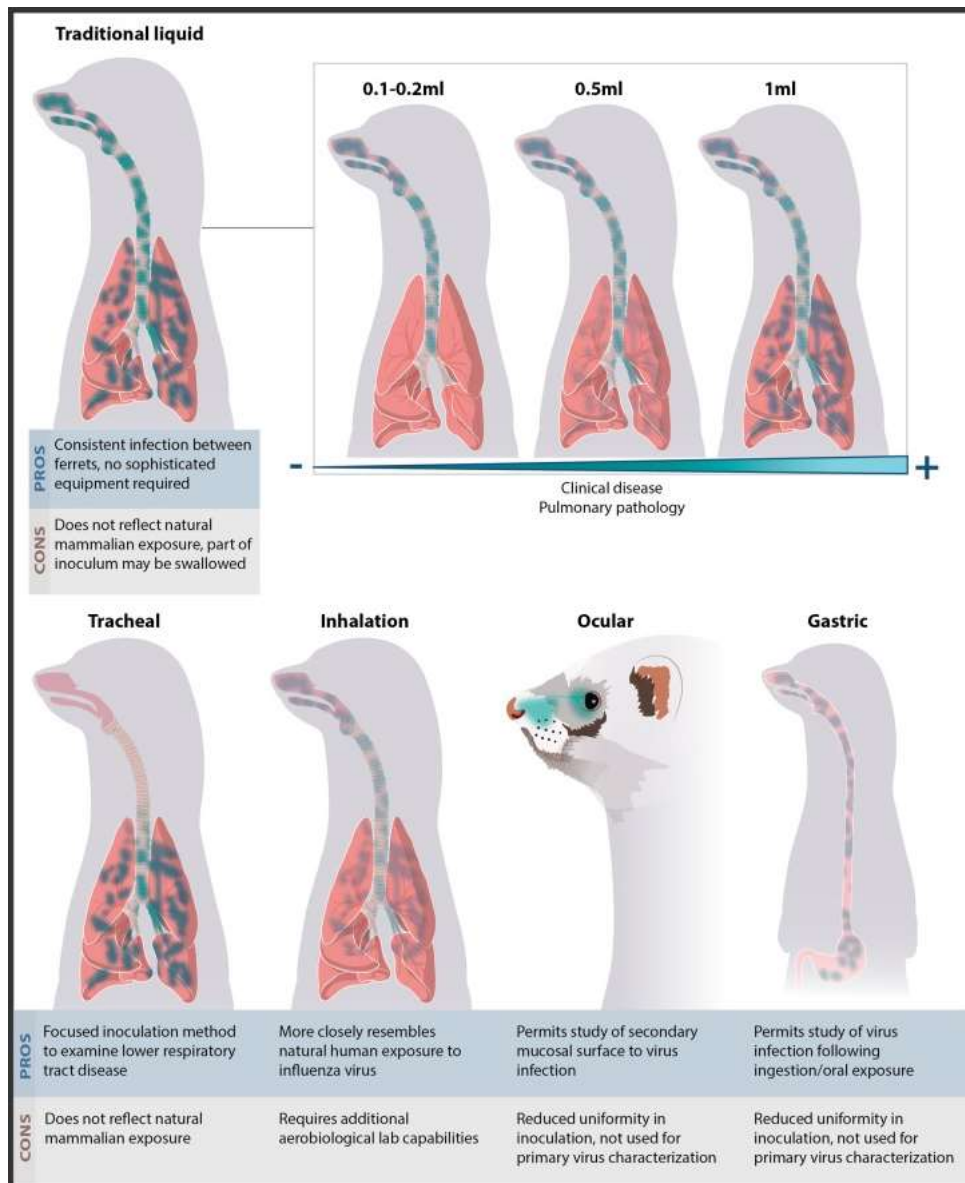 Traditional liquid
0.1-0.2ml
0.5ml
1ml
PROS
Consistent infection between
ferrets, no sophisticated
equipment required
CONS
Does not reflect natural
mammalian exposure, part of
inoculum may be swallowed
-
+
Clinical disease
Pulmonary pathology
Tracheal
Inhalation
Ocular
Gastric
PROS
Focused inoculation method
to examine lower respiratory
tract disease
More closely resembles
natural human exposure to
influenza virus
Permits study of secondary
mucosal surface to virus
infection
Permits study of virus
infection following
ingestion/oral exposure
CONS
Does not reflect natural
mammalian exposure
Requires additional
aerobiological lab capabilities
Reduced uniformity in
inoculation, not used for
primary virus characterization
Reduced uniformity in
inoculation, not used for
primary virus characterization